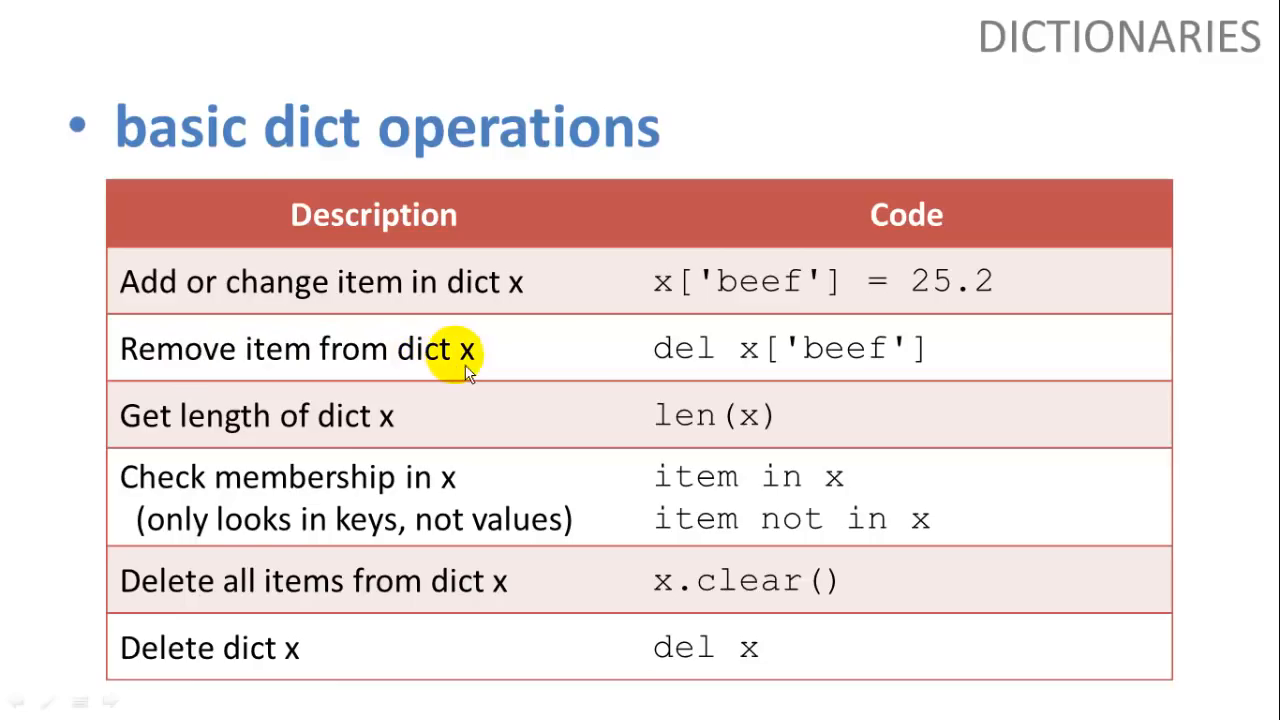 DICTIONARIES
• basic dict operations
Description Code
Add or change item in dict x x['beef'] = 25.2
Remove item from dict x del x['beef']
Get length of dict x len(x)
Check membership in x item in x
(only looks in keys, not values) item not in x
Delete all items from dict x x.clear()
Delete dict x del x